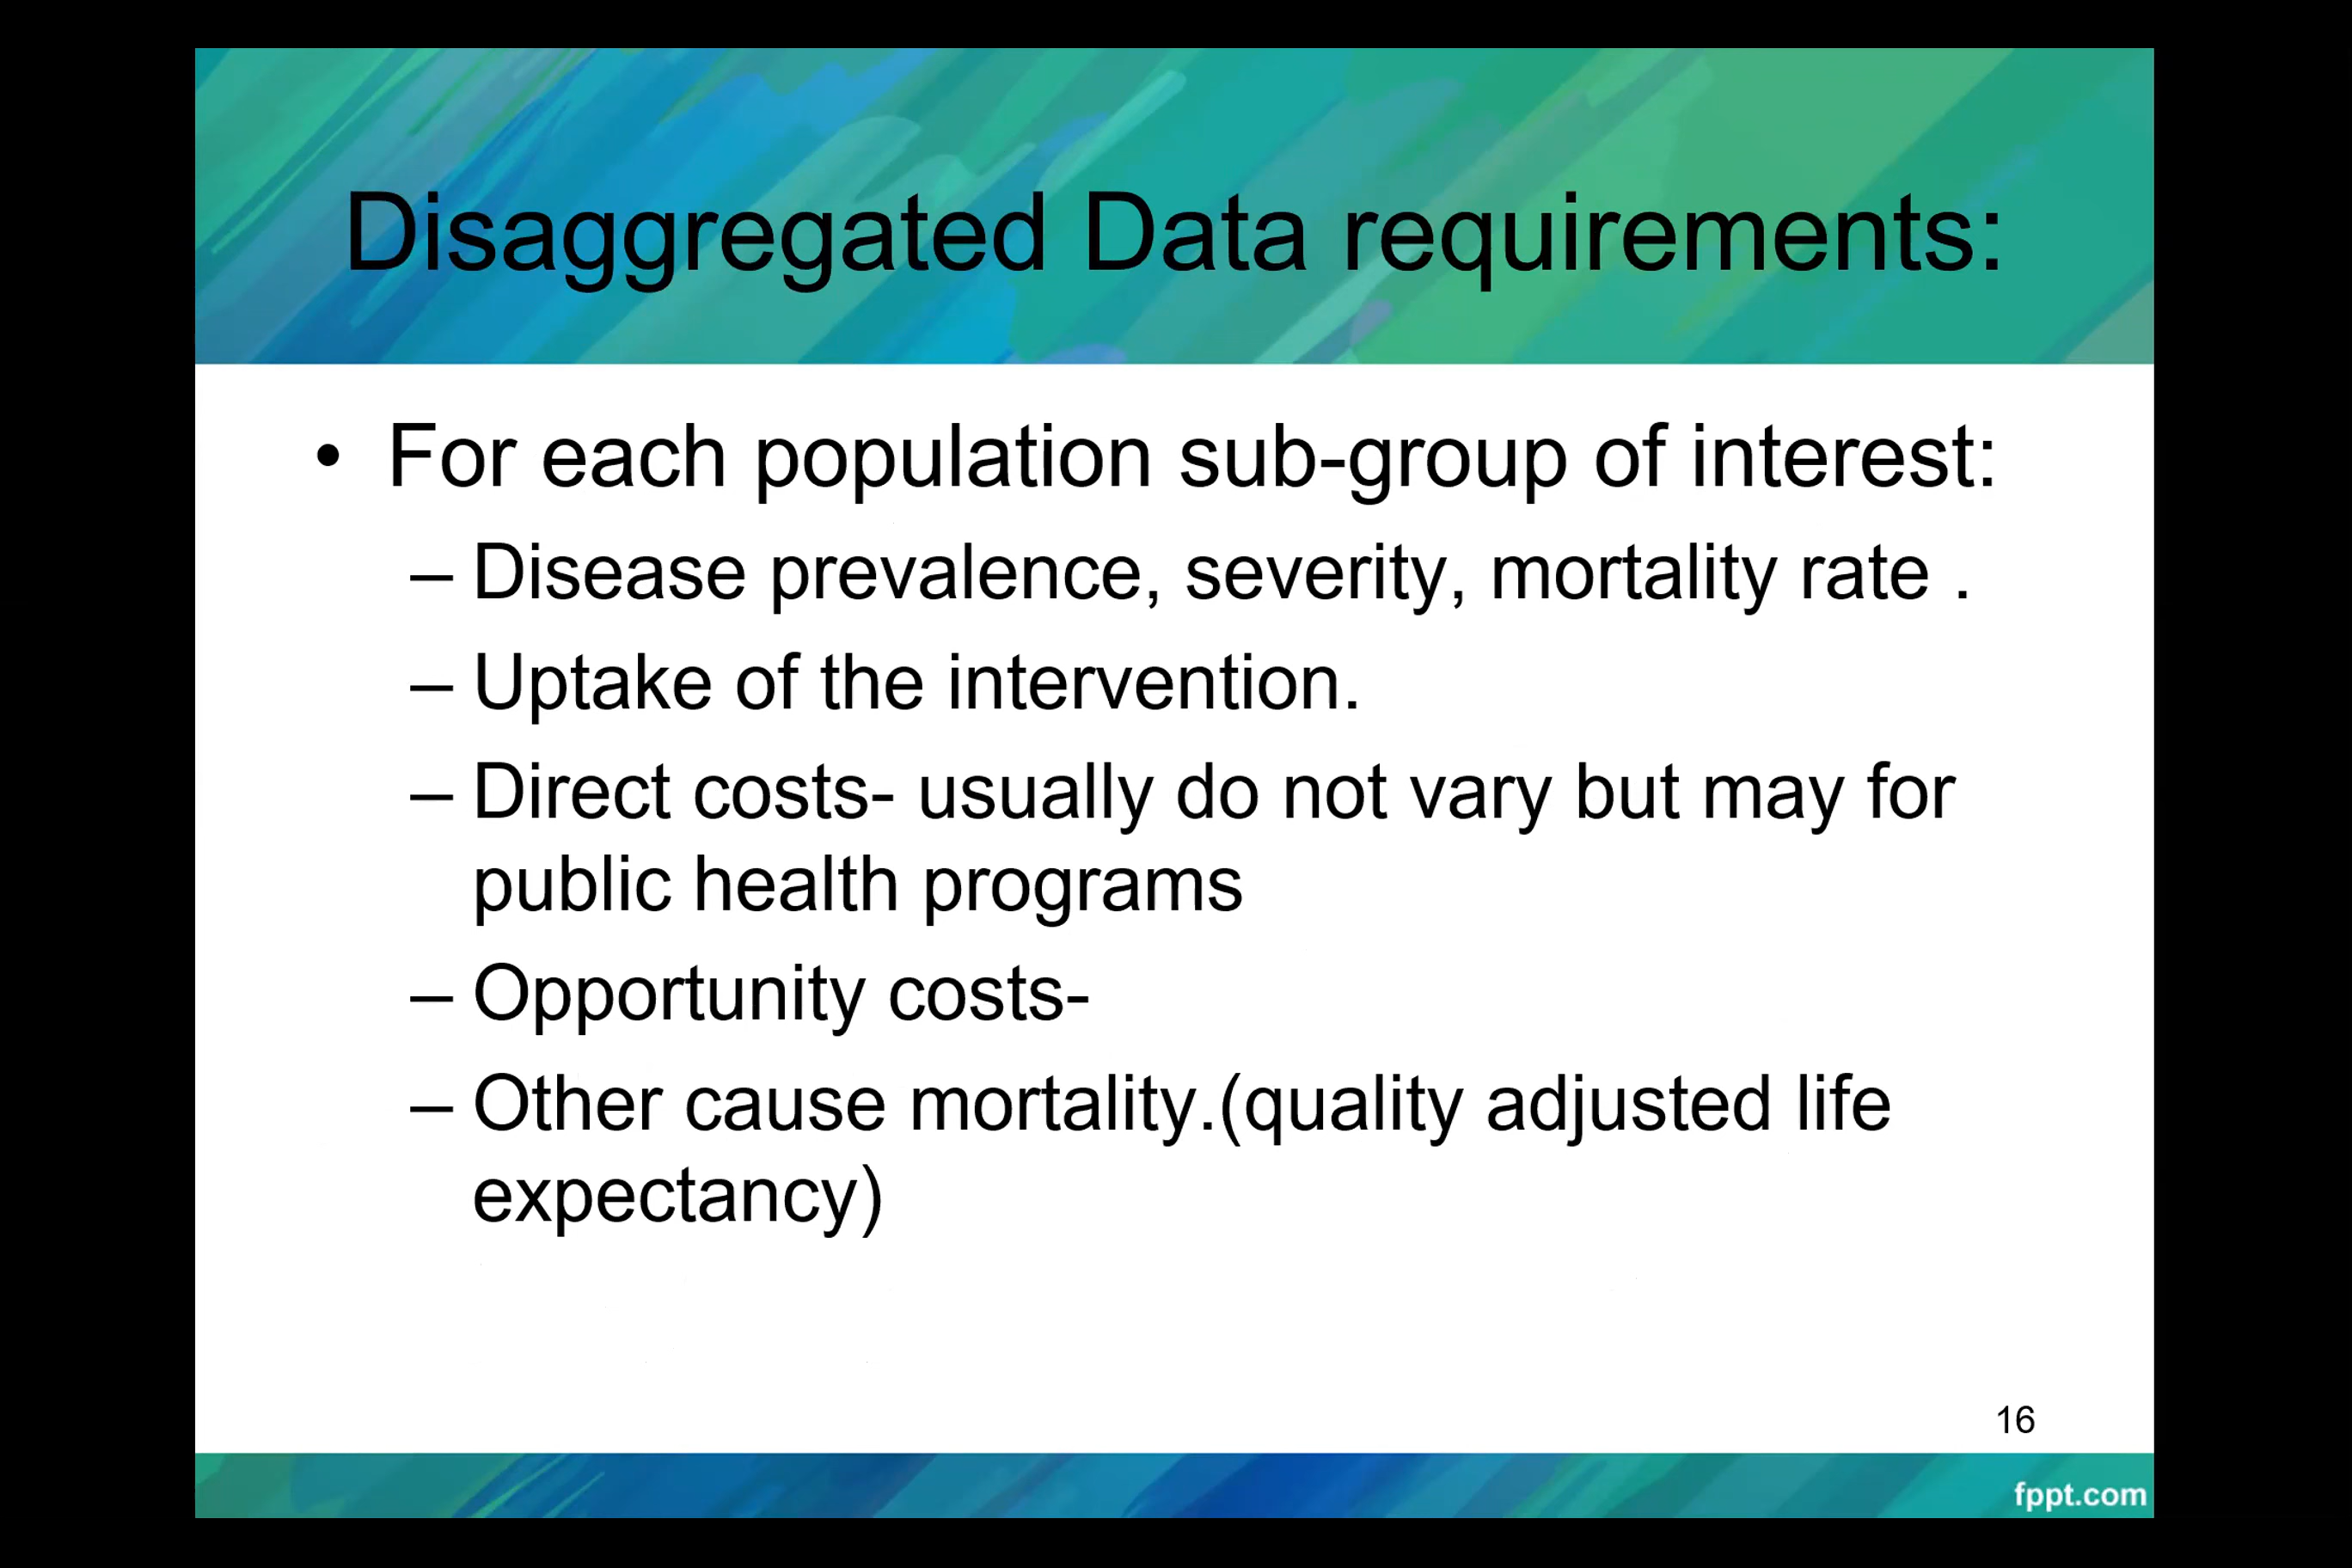 Disaggregated Data requirements:
• For each population sub-group of interest:
– Disease prevalence, severity, mortality rate .
– Uptake of the intervention.
– Direct costs- usually do not vary but may for
public health programs
– Opportunity costs-
– Other cause mortality.(quality adjusted life
expectancy)
16
fppt.com